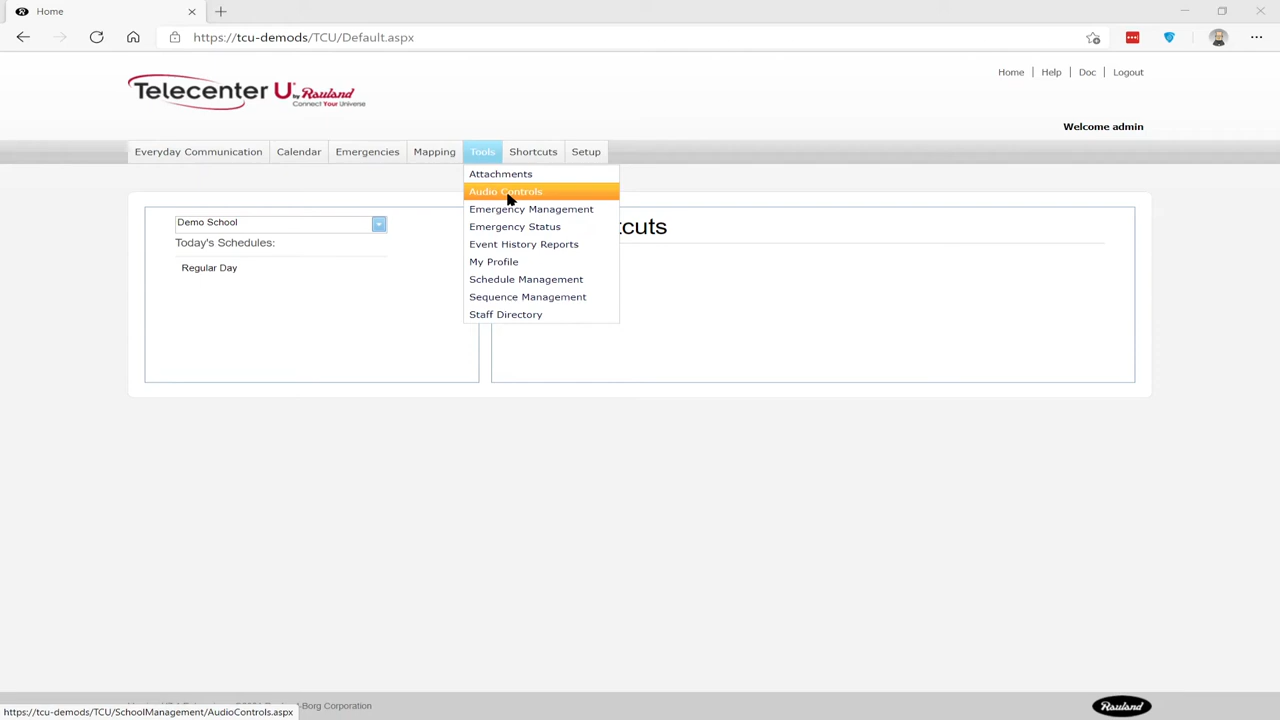 Home
https://tcu-demods/TCU/Default.aspx
Home | Help | Doc | Logout
Telecenter U by Rauland
Connect Your Universe
Welcome admin
Everyday Communication Calendar Emergencies Mapping Tools Shortcuts Setup
Attachments
Audio Controls
Emergency Management
Emergency Status
Event History Reports
My Profile
Schedule Management
Sequence Management
Staff Directory
Demo School
Today's Schedules:
Regular Day
tcuts
Borg Corporation
https://tcu-demods/TCU/SchoolManagement/AudioControls.aspx
Rauland